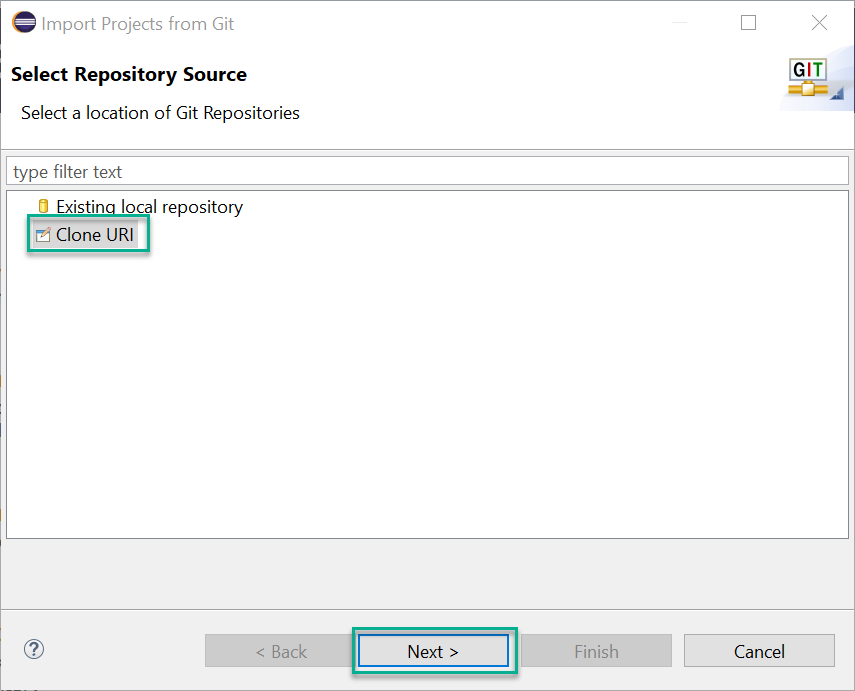 Import Projects from Git
Select Repository Source
GIT
Select a location of Git Repositories
type filter text
Existing local repository
Clone URI
?
< Back
Next >
Finish
Cancel